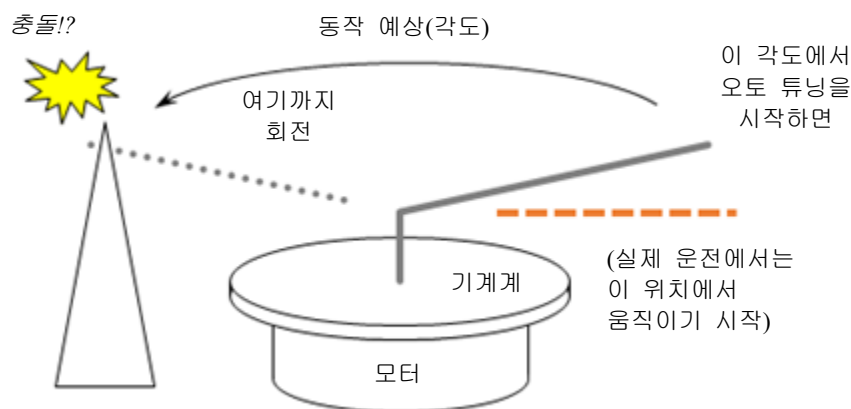 충돌!?
동작 예상(각도)
이 각도에서
오토 튜닝을
시작하면
여기까지
회전
기계계
(실제 운전에서는
이 위치에서
움직이기 시작)
모터